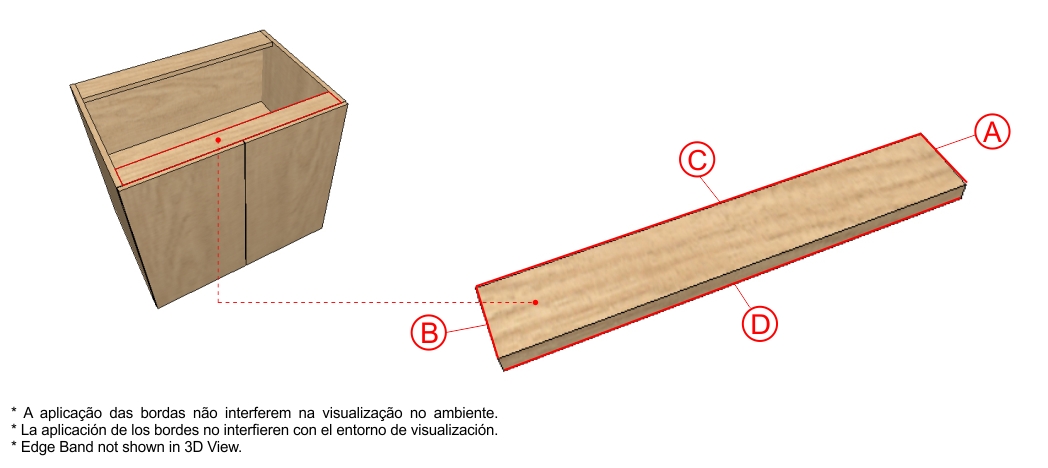 A
C
B
D
* A aplicação das bordas não interferem na visualização no ambiente.
* La aplicación de los bordes no interfieren con el entorno de visualización.
* Edge Band not shown in 3D View.